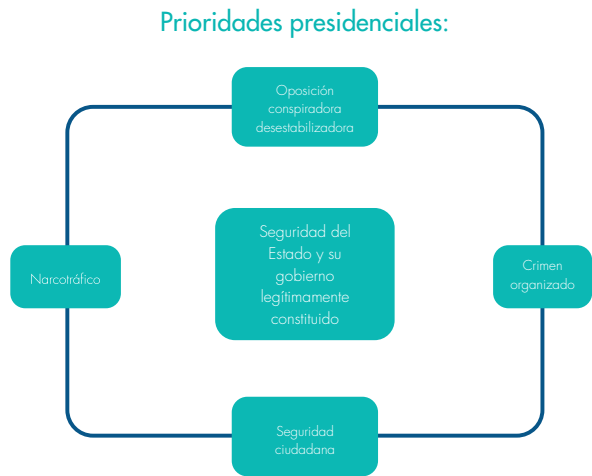 Prioridades presidenciales:
Oposición
conspiradora
desestabilizadora
Seguridad del
Estado y su
gobierno
legítimamente
constituido
Narcotráfico
Crimen
organizado
Seguridad
ciudadana